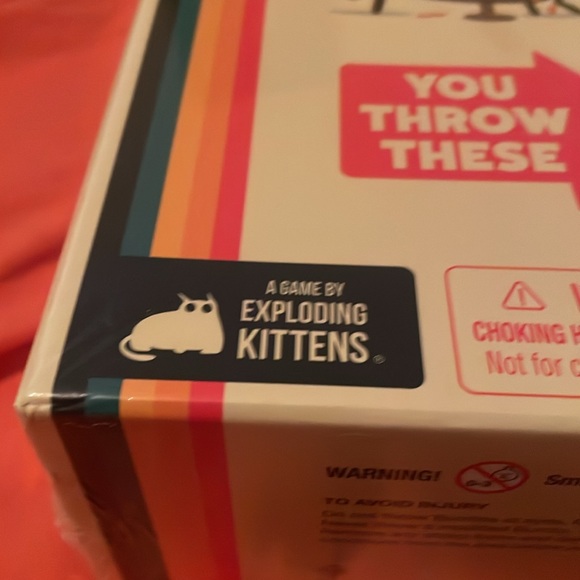 YOU
THROW
THESE
A GAME BY
EXPLODING
KITTENS®
CHOKING
Not for
WARNING!
TO AVOID INJURY